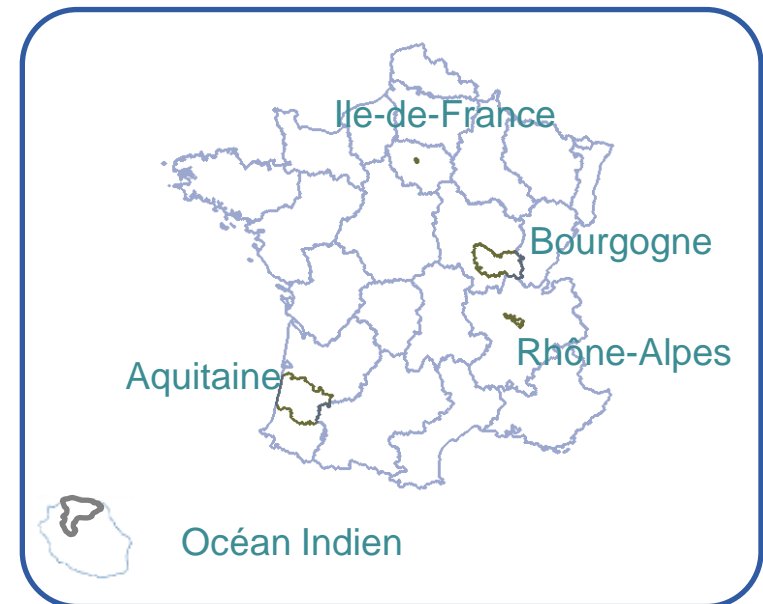 Ile-de-France
Bourgogne
Rhône-Alpes
Aquitaine
Océan Indien